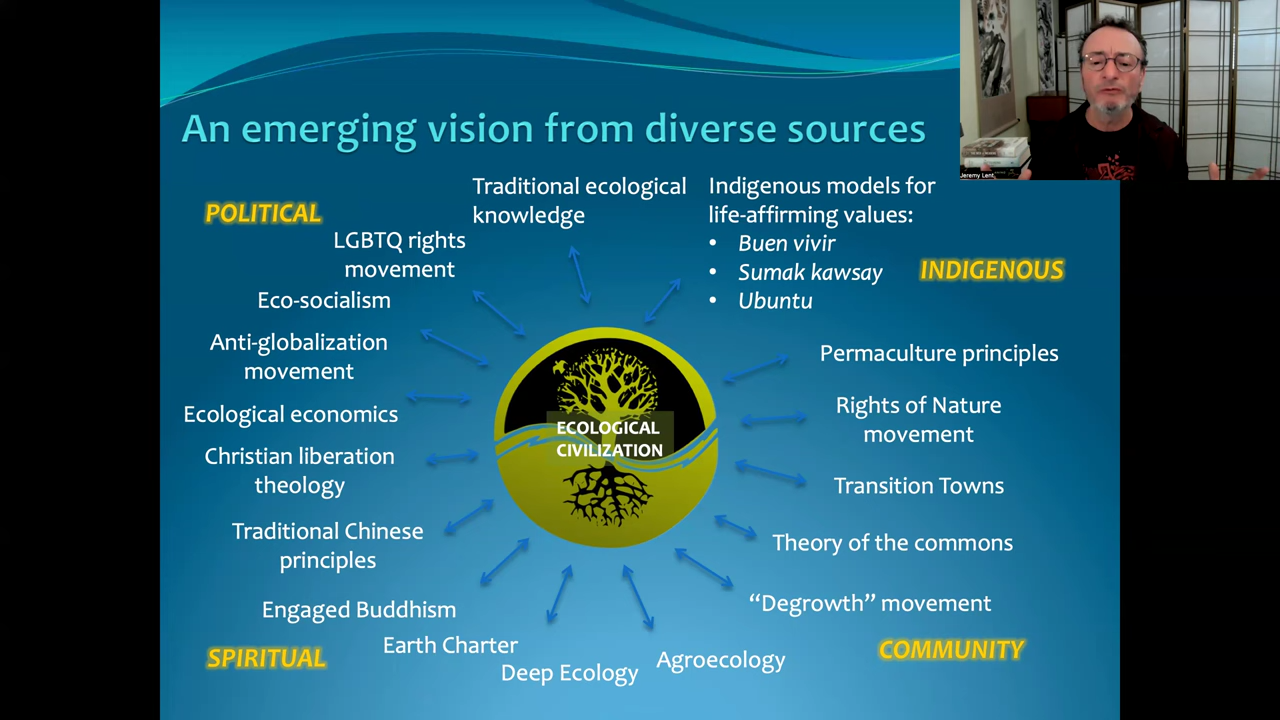 An emerging vision from diverse sources
Jeremy Lent
POLITICAL
Traditional ecological
knowledge
Indigenous models for
life-affirming values:
• Buen vivir
• Sumak kawsay
• Ubuntu
INDIGENOUS
LGBTQ rights
movement
Eco-socialism
Anti-globalization
movement
Ecological economics
Christian liberation
theology
Traditional Chinese
principles
Engaged Buddhism
SPIRITUAL
Earth Charter
Deep Ecology
Agroecology
ECOLOGICAL
CIVILIZATION
Permaculture principles
Rights of Nature
movement
Transition Towns
Theory of the commons
“Degrowth” movement
COMMUNITY